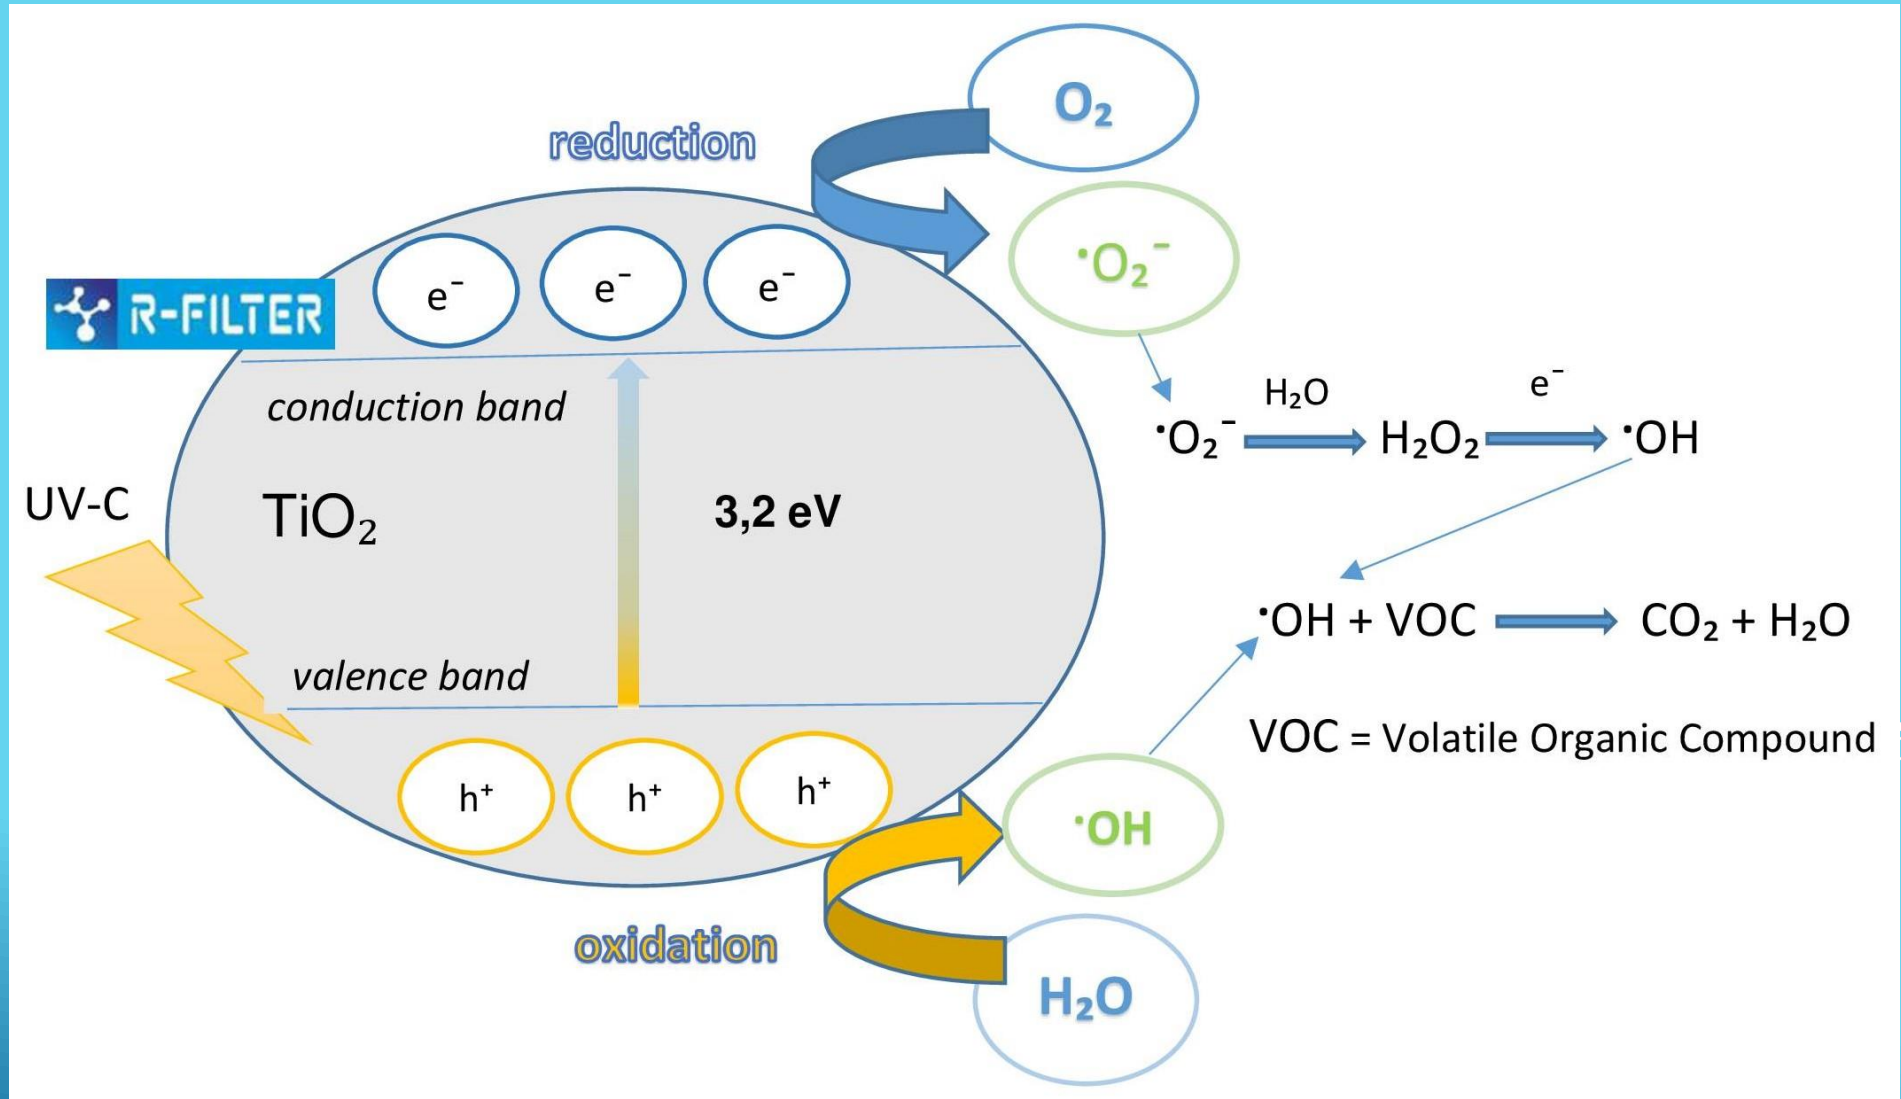 O₂
reduction
•O₂⁻
e⁻ e⁻ e⁻
R-FILTER
conduction band
H₂O e⁻
•O₂⁻ H₂O₂ •OH
UV-C
TiO₂
3,2 eV
•OH + VOC CO₂ + H₂O
valence band
VOC = Volatile Organic Compound
h⁺ h⁺ h⁺
•OH
oxidation
H₂O